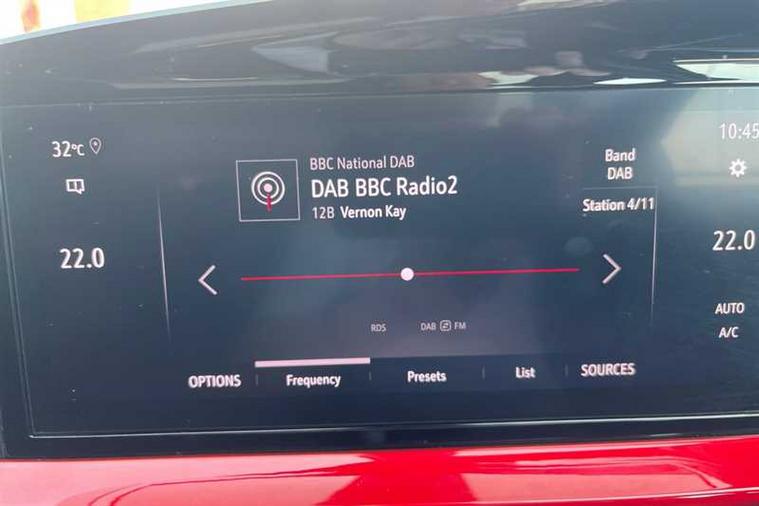 32°C
10:45
BBC National DAB
DAB BBC Radio2
12B Vernon Kay
Band
DAB
Station 4/11
22.0
22.0
RDS
DAB FM
AUTO
A/C
OPTIONS
Frequency
Presets
List
SOURCES